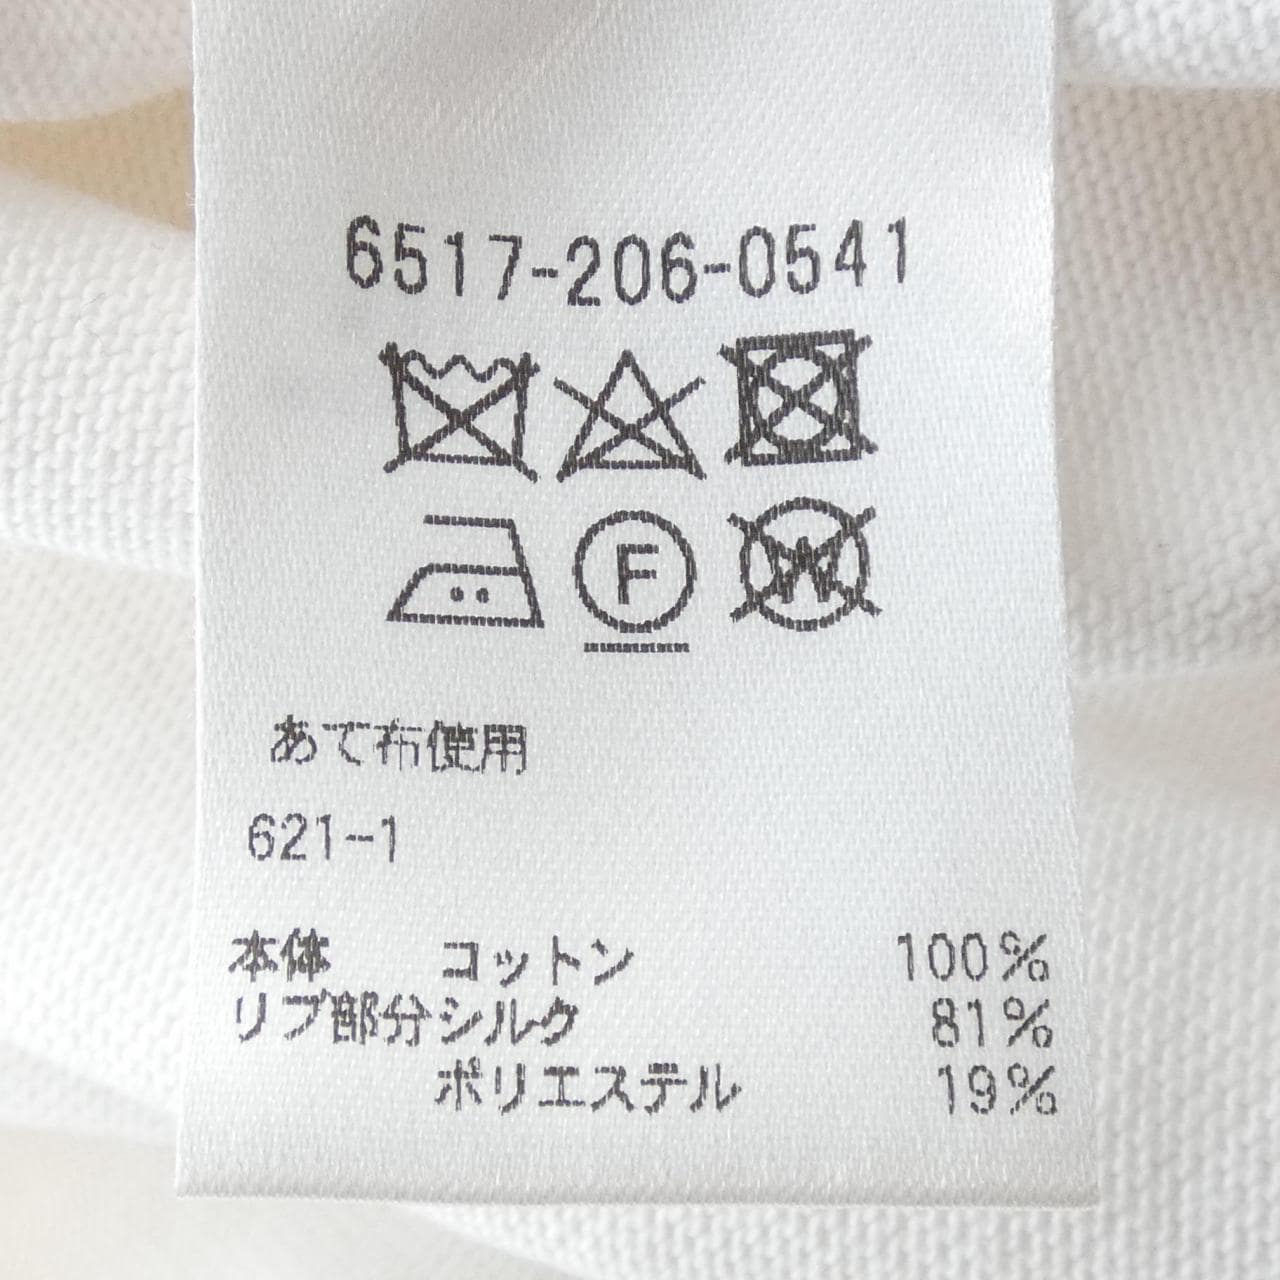 6517-206-0541
F W
あて布使用
621-1
本体 コットン 100%
リブ部分シルク 81%
ポリエステル 19%